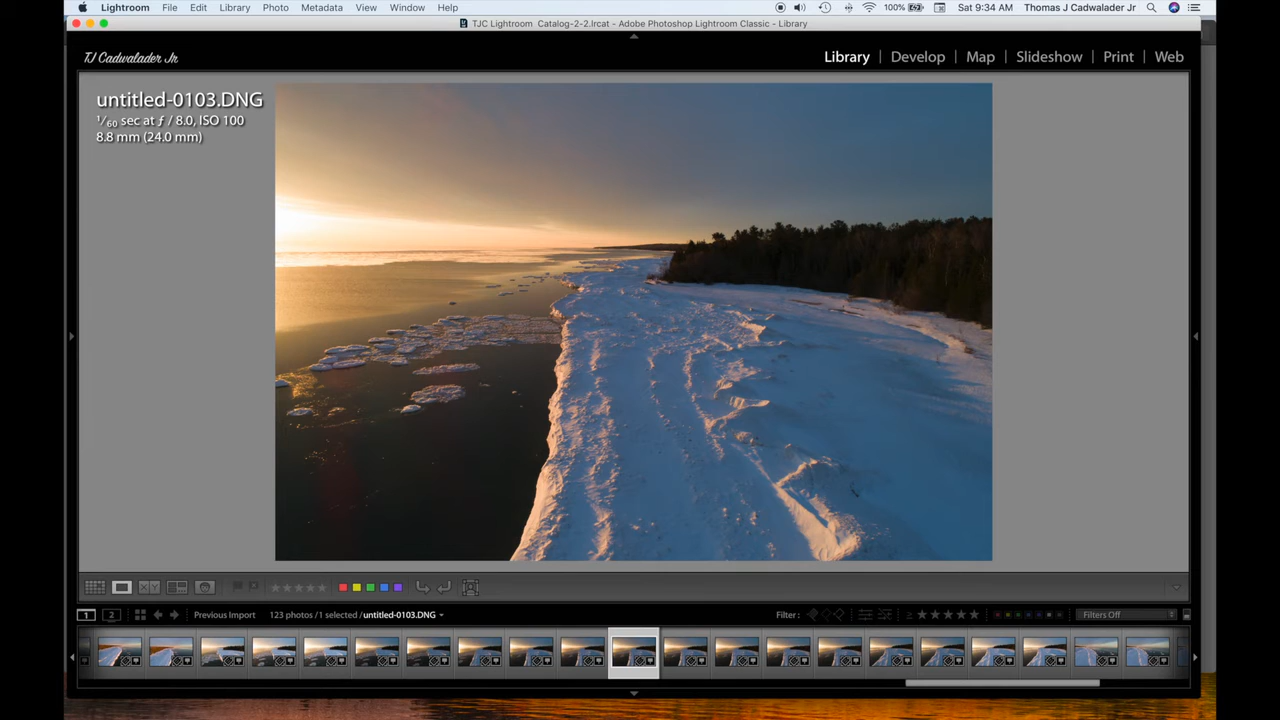 Lightroom File Edit Library Photo Metadata View Window Help 100% Sat 9:34 AM Thomas J Cadwalader Jr
TJC Lightroom Catalog-2-2.lrcat - Adobe Photoshop Lightroom Classic - Library
TJ Cadwalader Jr
Library | Develop | Map | Slideshow | Print | Web
untitled-0103.DNG
1/60 sec at ƒ / 8.0, ISO 100
8.8 mm (24.0 mm)
X Y
1 2 Previous Import 123 photos / 1 selected / untitled-0103.DNG Filter: ≥ ★★★★★ Filters Off